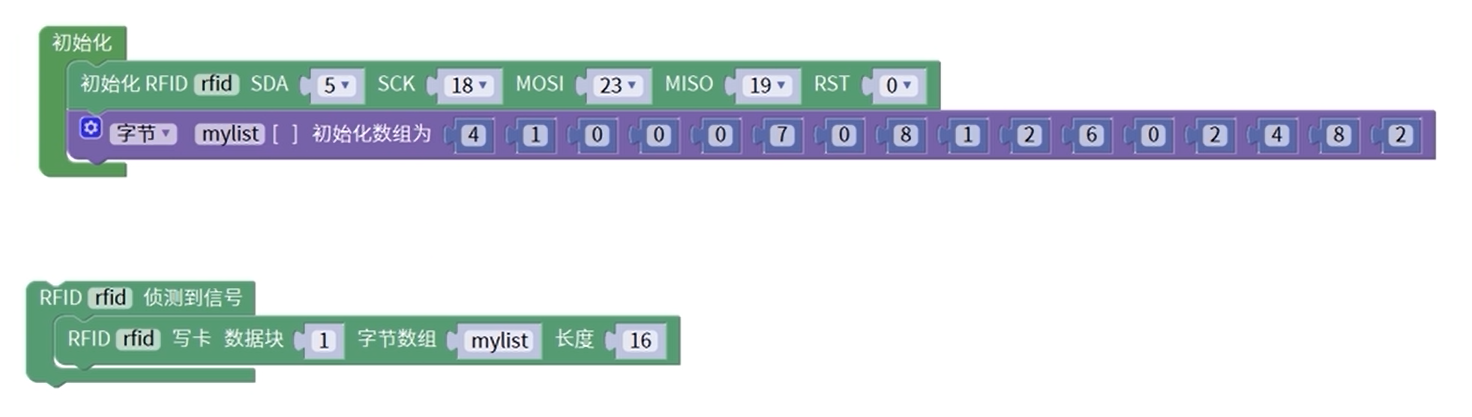 初始化
初始化 RFID rfid SDA 5 SCK 18 MOSI 23 MISO 19 RST 0
字节 mylist [ ] 初始化数组为 4 1 0 0 0 7 0 8 1 2 6 0 2 4 8 2
RFID rfid 侦测到信号
RFID rfid 写卡 数据块 1 字节数组 mylist 长度 16